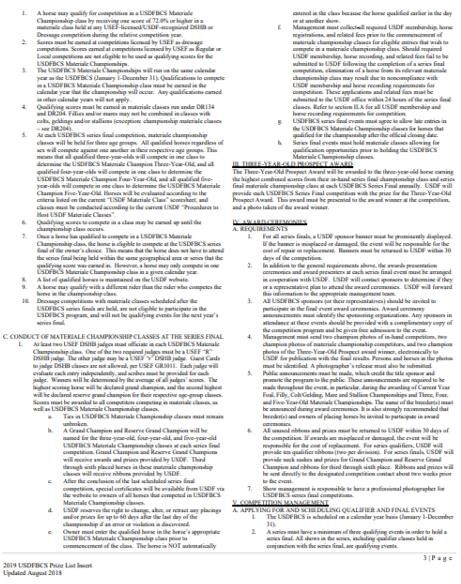 1. A horse may qualify for competition in a USDFBCS Materiale
Championship class by receiving one score of 72.0% or higher in a
materiale class held at any USEF-licensed/USDF-recognized DSHB or
Dressage competition during the relative competition year.
2. Scores must be earned at competitions licensed by USEF as dressage
competitions. Scores earned at competitions licensed by USEF as Regular or
Local competitions are not eligible to be used as qualifying scores for the
USDFBCS Materiale Championships.
3. The USDFBCS Materiale Championships will run on the same calendar
year as the USDFBCS (January 1-December 31). Qualifications to compete
in a USDFBCS Materiale Championship class must be earned in the
calendar year that the championship will occur. Any qualifications earned
in other calendar years will not apply.
4. Qualifying scores must be earned in materiale classes run under DR134
and DR204. Fillies and/or mares may not be combined in classes with
colts, geldings and/or stallions (exception: championship materiale classes
- see DR204).
5. At each USDFBCS series final competition, materiale championship
classes will be held for three age groups. All qualified horses regardless of
sex will compete against one another in their respective age groups. This
means that all qualified three-year-olds will compete in one class to
determine the USDFBCS Materiale Champion Three-Year-Old, and all
qualified four-year-olds will compete in one class to determine the USDFBCS
Materiale Champion Four-Year-Old, and all qualified five-
year-olds will compete in one class to determine the USDFBCS Materiale
Champion Five-Year-Old. Horses will be evaluated according to the
criteria listed on the current "USDF Materiale Class" scoresheet, and
classes must be conducted according to the current USDF "Procedures to
Host USDF Materiale Classes".
6. Qualifying scores to compete in a class may be earned up until the
championship class occurs.
7. Once a horse has qualified to compete in a USDFBCS Materiale
Championship class, the horse is eligible to compete at the USDFBCS series
final of the owner's choice. This means that the horse does not have to attend
the series final being held within the same geographical area or series that the
qualifying score was earned in. However, a horse may only compete in one
USDFBCS Materiale Championship class in a given calendar year.
8. A list of qualified horses is maintained on the USDF website.
9. A horse may qualify with a different rider than the rider who competes the
horse in the championship class.
10. Dressage competitions with materiale classes scheduled after the
USDFBCS series finals are held, are not eligible to participate in the
USDFBCS program, and will not be qualifying events for the next year's
series final.
C. CONDUCT OF MATERIALE CHAMPIONSHIP CLASSES AT THE SERIES FINAL
1. At least two USEF DSHB judges must officiate in each USDFBCS Materiale
Championship class. One of the two required judges must be a USEF "R"
DSHB judge. The other judge may be a USEF "r" DSHB judge. Guest Cards
to judge DSHB classes are not allowed, per USEF GR1011. Each judge will
evaluate each entry independently, and scores must be provided for each
judge. Winners will be determined by the average of all judges' scores. The
highest scoring horse will be declared grand champion, and the second highest
will be declared reserve grand champion for their respective age-group classes.
Scores must be awarded to all competitors competing in materiale classes, as
well as USDFBCS Materiale Championship classes.
a. Ties in USDFBCS Materiale Championship classes must remain
unbroken.
b. A Grand Champion and Reserve Grand Champion will be
named for the three-year-old, four-year-old, and five-year-old
USDFBCS Materiale Championship classes at each series final
competition. Grand Champion and Reserve Grand Champions
will receive awards and prizes provided by USDF. Third
through sixth placed horses in these materiale championship
classes will receive ribbons provided by USDF.
c. After the conclusion of the last scheduled series final
competition, special certificates will be available from USDF via
the website to owners of all horses that competed in USDFBCS
Materiale Championship classes.
d. USDF reserves the right to change, alter, or retract any placings
and/or prizes for up to 60 days after the last day of the
championship if an error or violation is discovered.
e. Owner must enter the qualified horse in the horse's appropriate
USDFBCS Materiale Championship class prior to
commencement of the class. The horse is NOT automatically
entered in the class because the horse qualified earlier in the day
or at another show.
f. Management must collect all required USDF membership, horse
registrations, and related fees prior to the commencement of
materiale championship classes for eligible entries that wish to
compete in a materiale championship class. Should required
USDF membership, horse recording, and related fees fail to be
submitted to USDF following the completion of a series final
competition, elimination of a horse from its relevant materiale
championship class may result due to noncompliance with
USDF membership and horse recording requirements for
competition. These applications and related fees must be
submitted to the USDF office within 24 hours of the series final
classes. Refer to section II.A for all USDF membership and
horse recording requirements for competitors.
g. USDFBCS series final events must agree to allow late entries in
the USDFBCS Materiale Championship classes for horses that
qualified for the championship after the official closing date.
h. Series final events must hold materiale classes allowing for
qualification opportunities prior to holding the USDFBCS
Materiale Championship classes.
III. THREE-YEAR-OLD PROSPECT AWARD
The Three-Year-Old Prospect Award will be awarded to the three-year-old horse earning
the highest combined scores from their in-hand series final championship class and series
final materiale championship class at each USDFBCS Series Final annually. USDF will
provide each USDFBCS Series Final competition with the prize for the Three-Year-Old
Prospect Award. This award must be presented to the award winner at the competition, and
a photo taken of the award winner.
IV. AWARD CEREMONIES
A. REQUIREMENTS
1. For all series finals, a USDF sponsor banner must be prominently displayed.
If the banner is misplaced or damaged, the event will be responsible for the
cost of repair or replacement. Banners must be returned to USDF within 30
days of the competition.
2. In addition to the general requirements above, the awards presentation
ceremonies and award presenters at each series final event must be arranged
in cooperation with USDF. USDF will contact sponsors to determine if they
or a representative plan to attend the award ceremonies. USDF will forward
this information to the appropriate management team.
3. All USDFBCS sponsors (or their representatives) should be invited to
participate in the final event award ceremonies. Award ceremony
announcements must identify the sponsoring organizations. Any sponsors in
attendance at these events should be provided with a complimentary copy of
the competition program and be given free admission to the event.
4. Management must send two champion photos of in-hand competitions, two
champion photos of materiale championship competitions, and two champion
photos of the Three-Year-Old Prospect award winner, electronically to
USDF for publication with the final results. Persons and horses in the photos
must be identified. A photographer's release must also be submitted.
5. Public announcements must be made, which credit the title sponsor and
promote the program to the public. These announcements are required to be
made throughout the event, in particular, during the awarding of Current Year
Foal, Filly, Colt/Gelding, Mare and Stallion Championships and Three, Four,
and Five-Year-Old Materiale Championships. The name of the breeder(s) must
be announced during award ceremonies. It is also strongly recommended that
breeder(s) and owners of placing horses be invited to participate in award
ceremonies.
6. All unused ribbons and prizes must be returned to USDF within 30 days of
the competition. If awards are misplaced or damaged, the event will be
responsible for the cost of replacement. For series qualifiers, USDF will
provide ten qualifier ribbons (two per division). For series finals, USDF will
provide neck sashes and prizes for Grand Champion and Reserve Grand
Champion and ribbons for third through sixth place. Ribbons and prizes will
be sent directly to the designated competition contact about two weeks prior
to the event.
7. Show management is responsible to have a professional photographer for
USDFBCS series final competitions.
V. COMPETITION MANAGEMENT
A. APPLYING FOR AND SCHEDULING QUALIFIER AND FINAL EVENTS
1. The USDFBCS is scheduled on a calendar year basis (January 1-December
31).
2. A series must have a minimum of three qualifying events in order to hold a
series final. All shows in the series, including qualifier classes held in
conjunction with the series final, are qualifying events.
3 | P a g e
2019 USDFBCS Prize List Insert
Updated August 2018